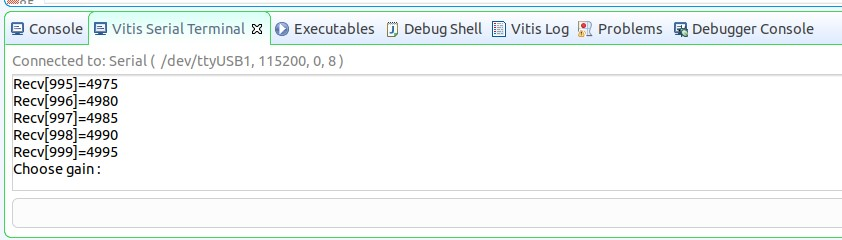 Console Vitis Serial Terminal Executables Debug Shell Vitis Log Problems Debugger Console
Connected to: Serial ( /dev/ttyUSB1, 115200, 0, 8 )
Recv[995]=4975
Recv[996]=4980
Recv[997]=4985
Recv[998]=4990
Recv[999]=4995
Choose gain :